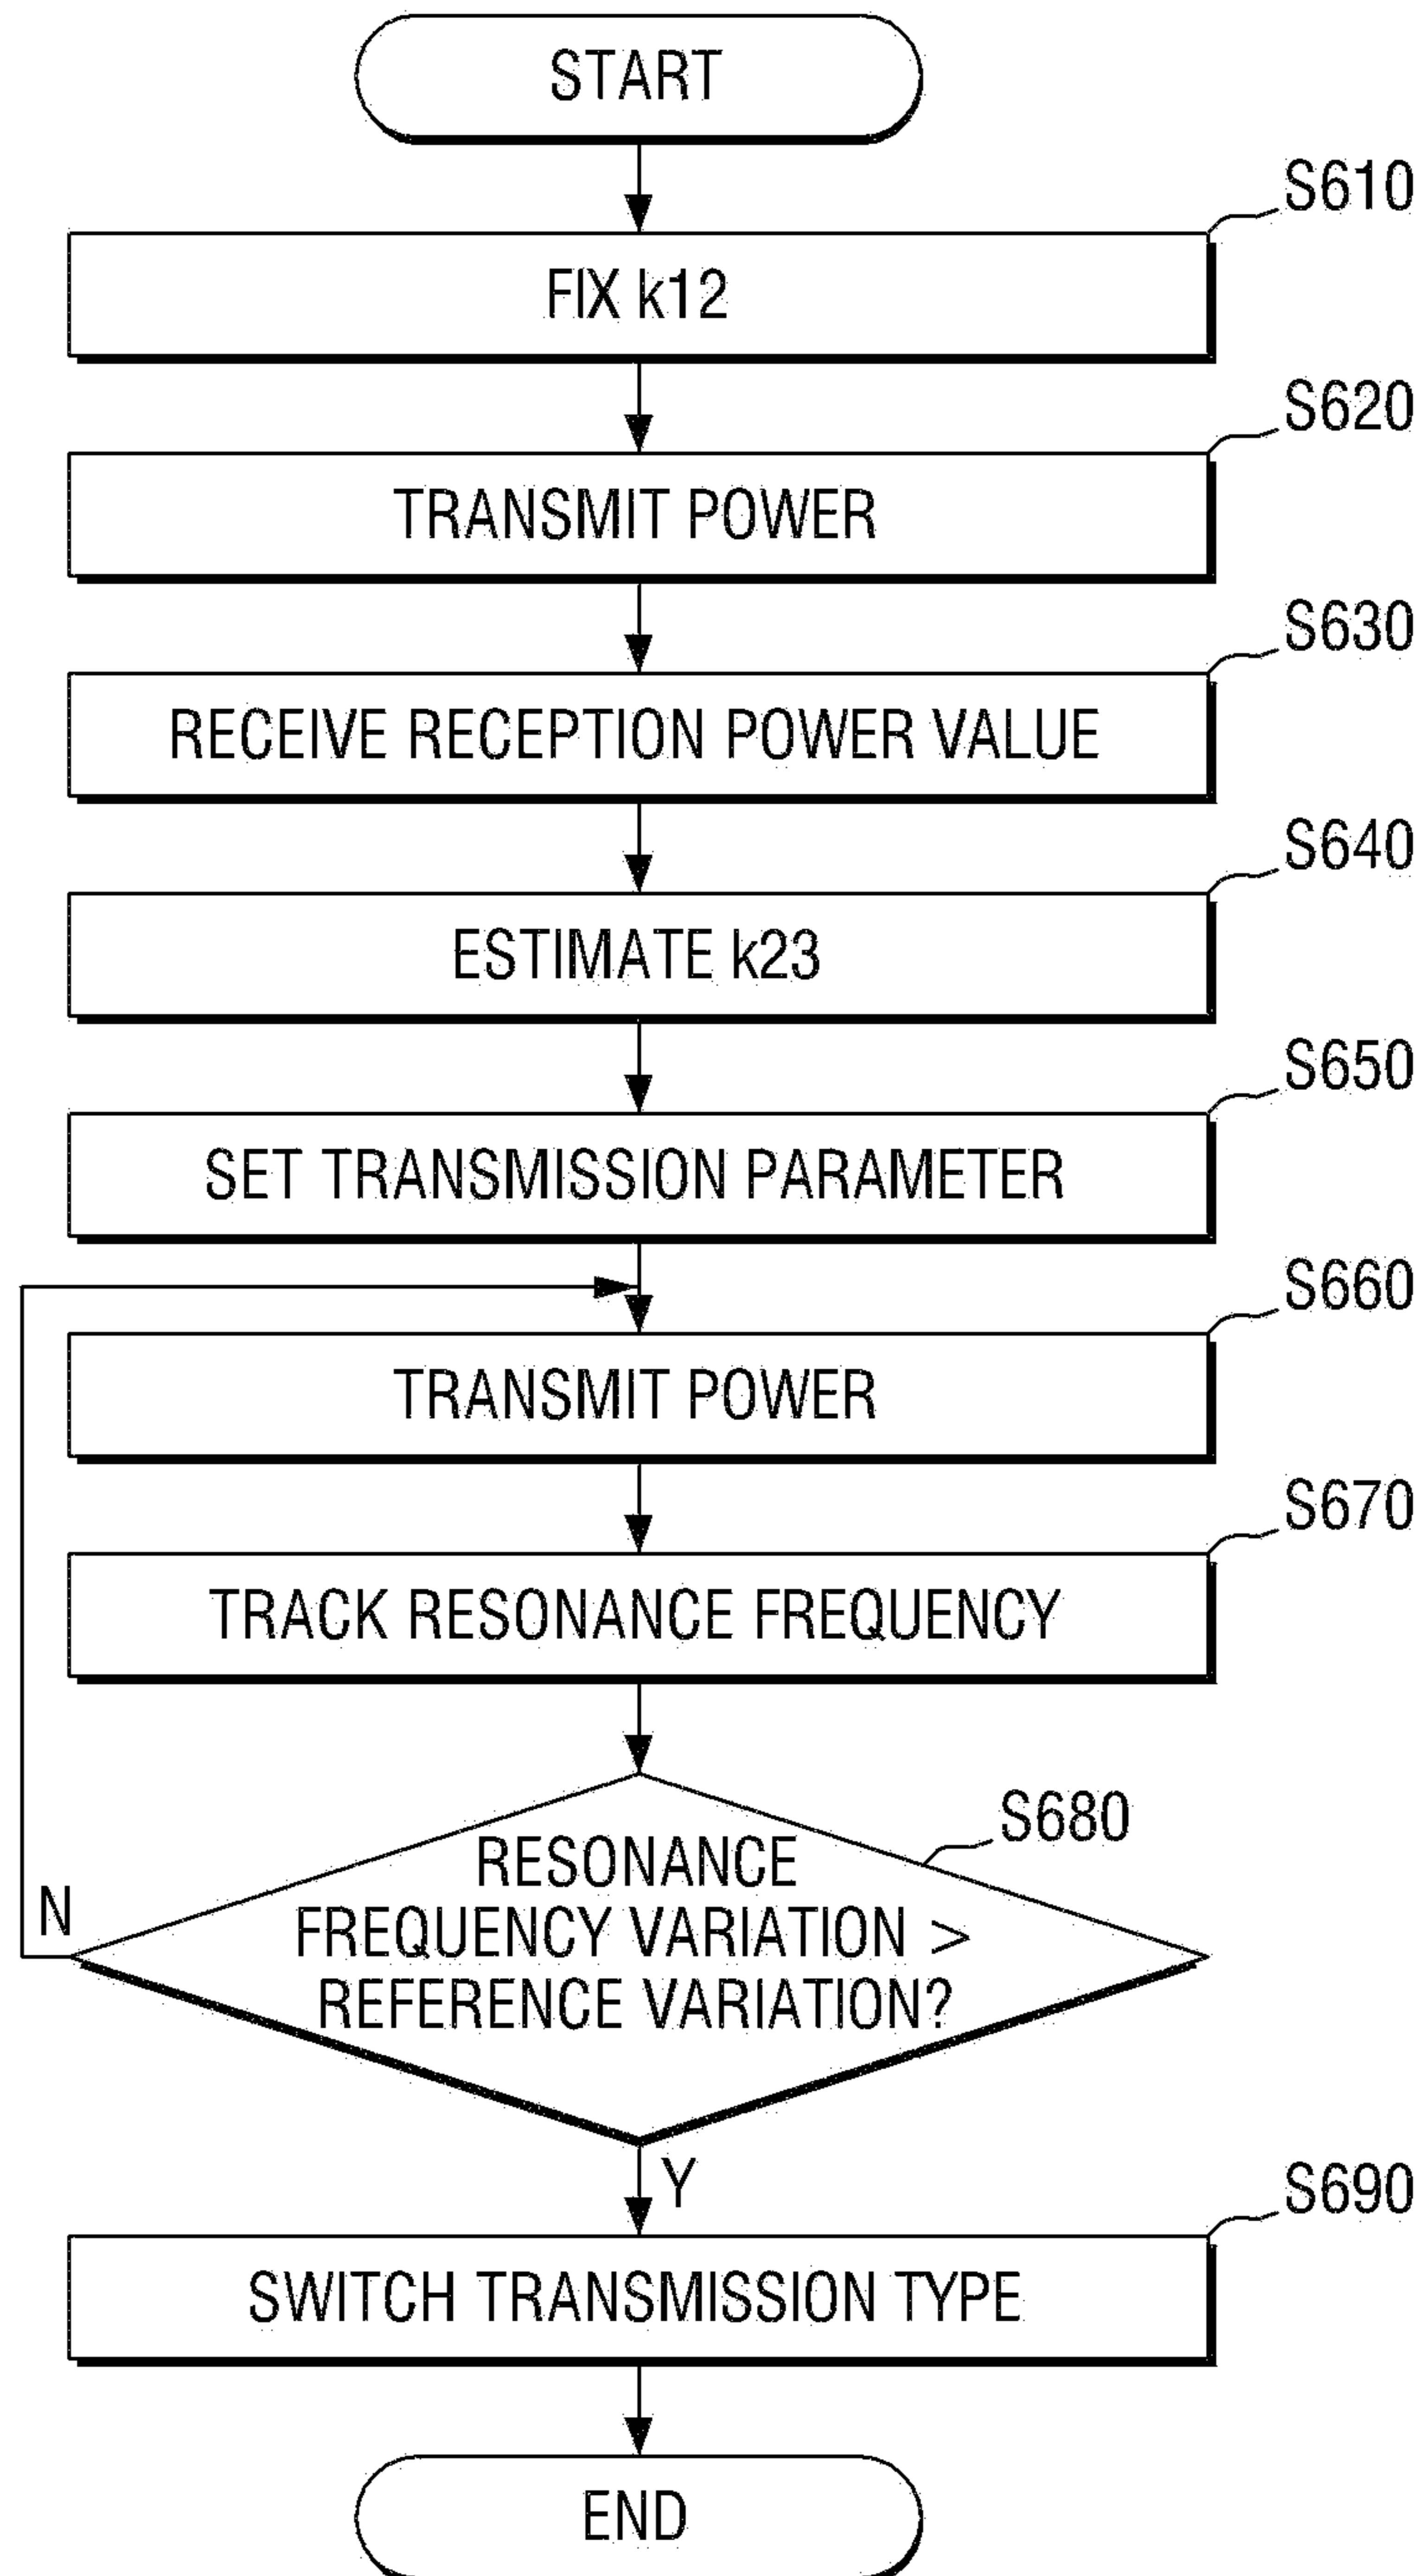 START
S610
FIX k12
S620
TRANSMIT POWER
S630
RECEIVE RECEPTION POWER VALUE
S640
ESTIMATE k23
S650
SET TRANSMISSION PARAMETER
S660
TRANSMIT POWER
S670
TRACK RESONANCE FREQUENCY
S680
RESONANCE
FREQUENCY VARIATION >
REFERENCE VARIATION?
N
Y
S690
SWITCH TRANSMISSION TYPE
END